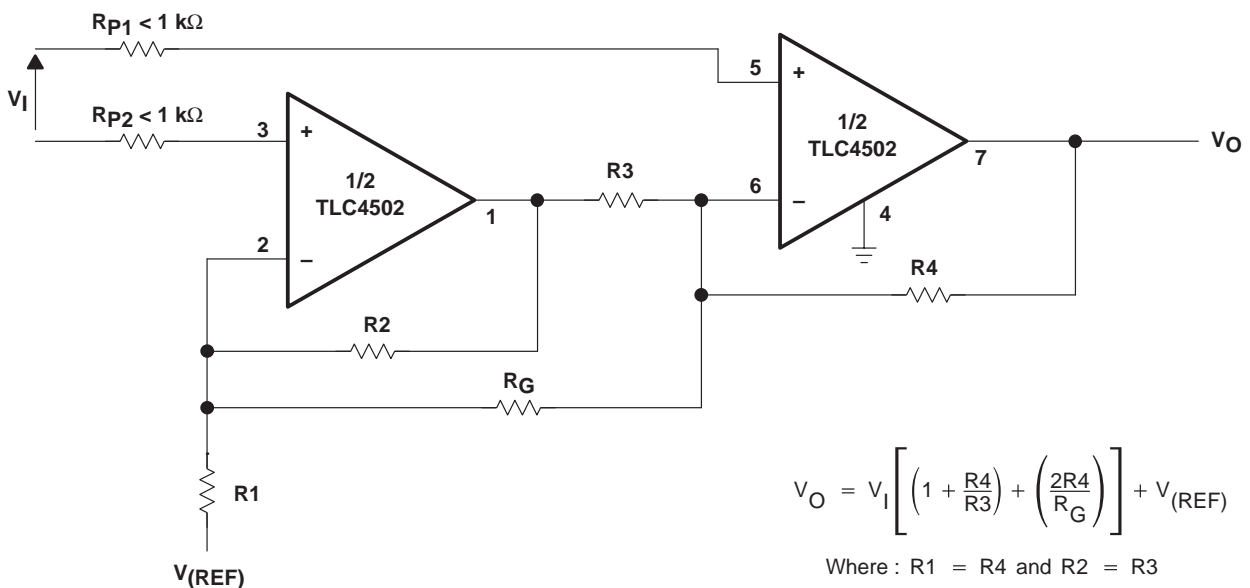 RP1 < 1 kΩ
VI
RP2 < 1 kΩ
3
+
1/2
TLC4502
1
2
–
5
+
1/2
TLC4502
7
VO
6
–
4
R3
R4
R2
RG
R1
V(REF)
VO = VI[(1 + R4/R3) + (2R4/RG)] + V(REF)
Where : R1 = R4 and R2 = R3